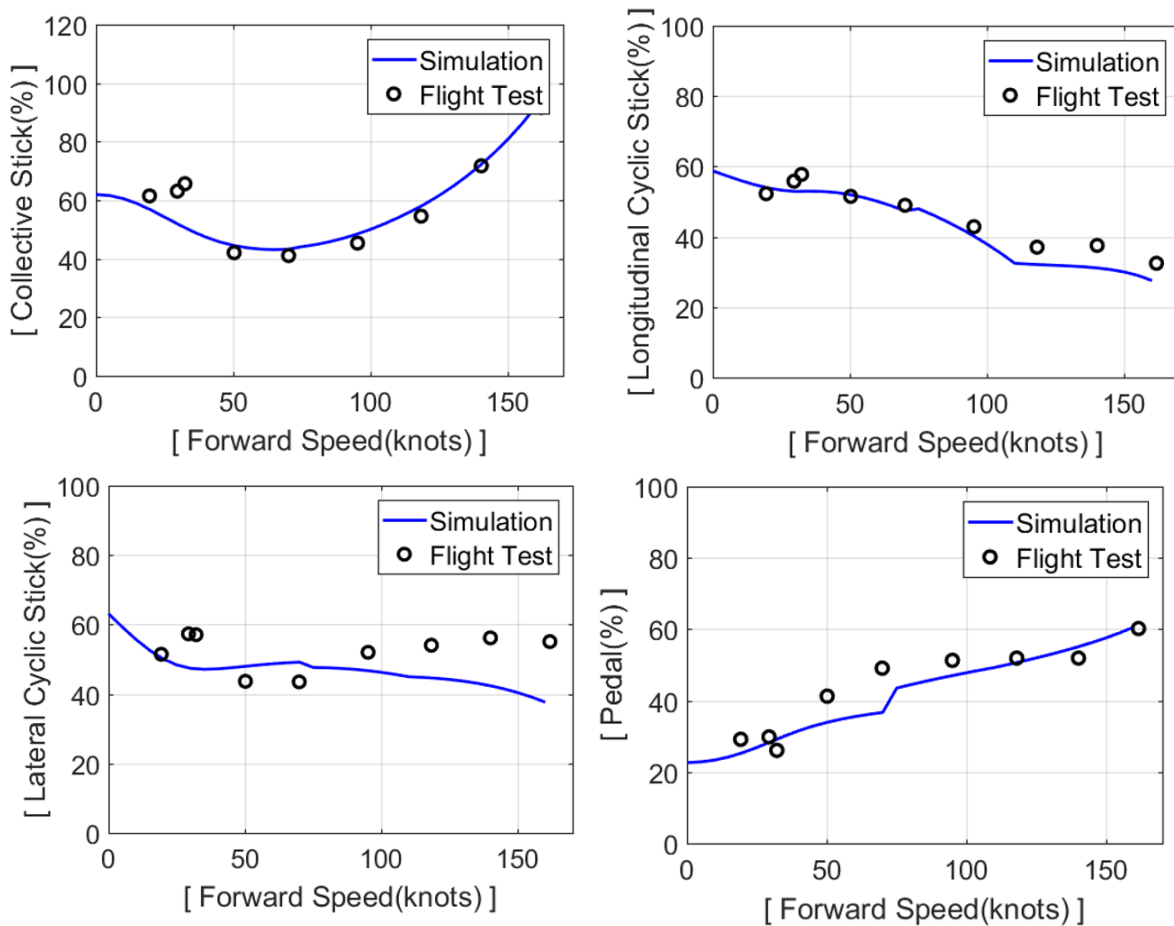 120
100
80
60
40
20
0
[ Collective Stick(%) ]
Simulation
Flight Test
0 50 100 150
[ Forward Speed(knots) ]
100
80
60
40
20
0
[ Longitudinal Cyclic Stick(%) ]
Simulation
Flight Test
0 50 100 150
[ Forward Speed(knots) ]
100
80
60
40
20
0
[ Lateral Cyclic Stick(%) ]
Simulation
Flight Test
0 50 100 150
[ Forward Speed(knots) ]
100
80
60
40
20
0
[ Pedal(%) ]
Simulation
Flight Test
0 50 100 150
[ Forward Speed(knots) ]